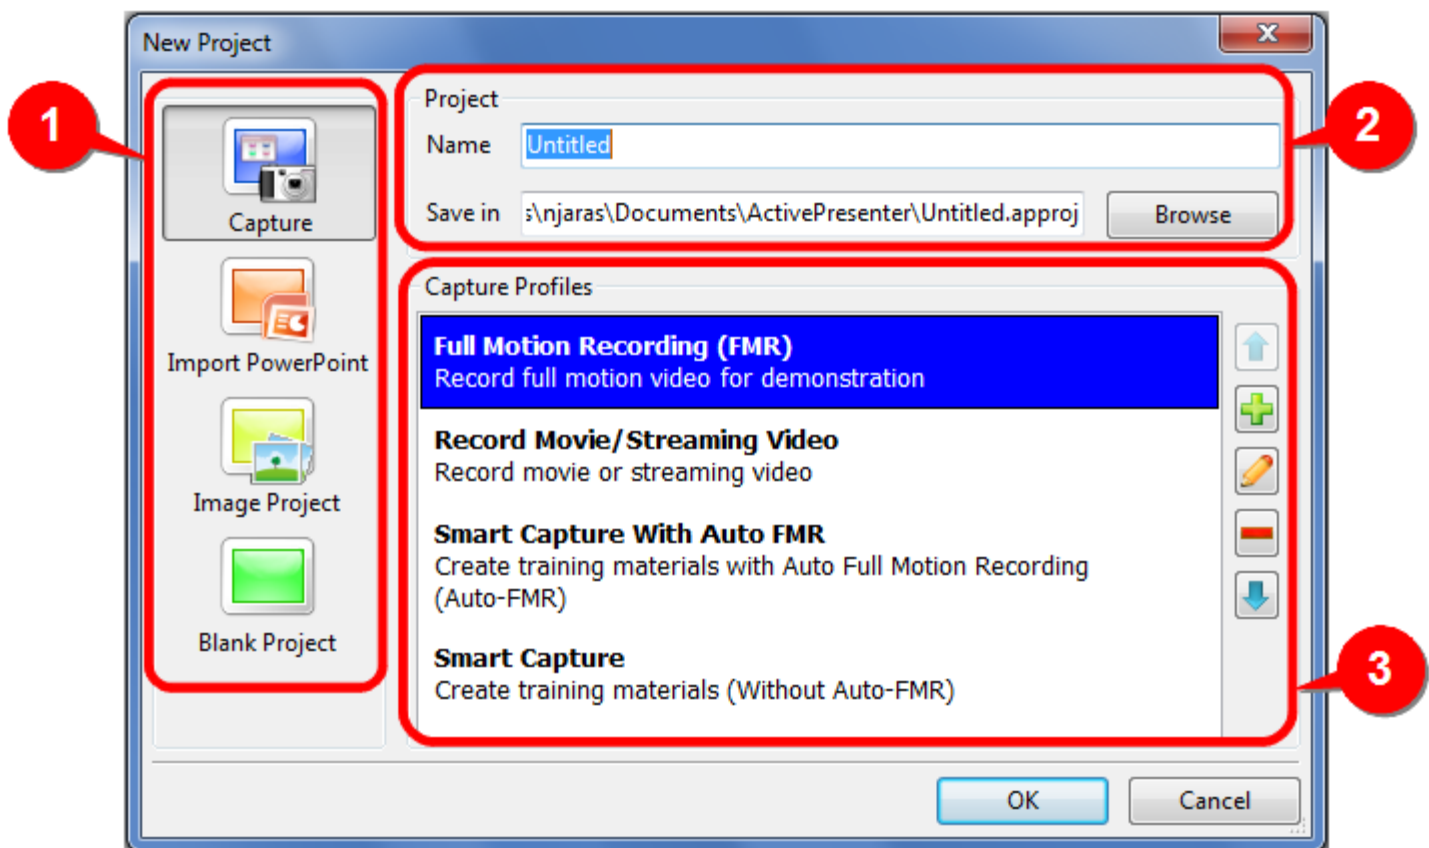 New Project
x
1
Capture
Import PowerPoint
Image Project
Blank Project
Project
2
Name Untitled
Save in s\njaras\Documents\ActivePresenter\Untitled.approj Browse
Capture Profiles
Full Motion Recording (FMR)
Record full motion video for demonstration
Record Movie/Streaming Video
Record movie or streaming video
Smart Capture With Auto FMR
Create training materials with Auto Full Motion Recording
(Auto-FMR)
Smart Capture
Create training materials (Without Auto-FMR)
3
OK Cancel